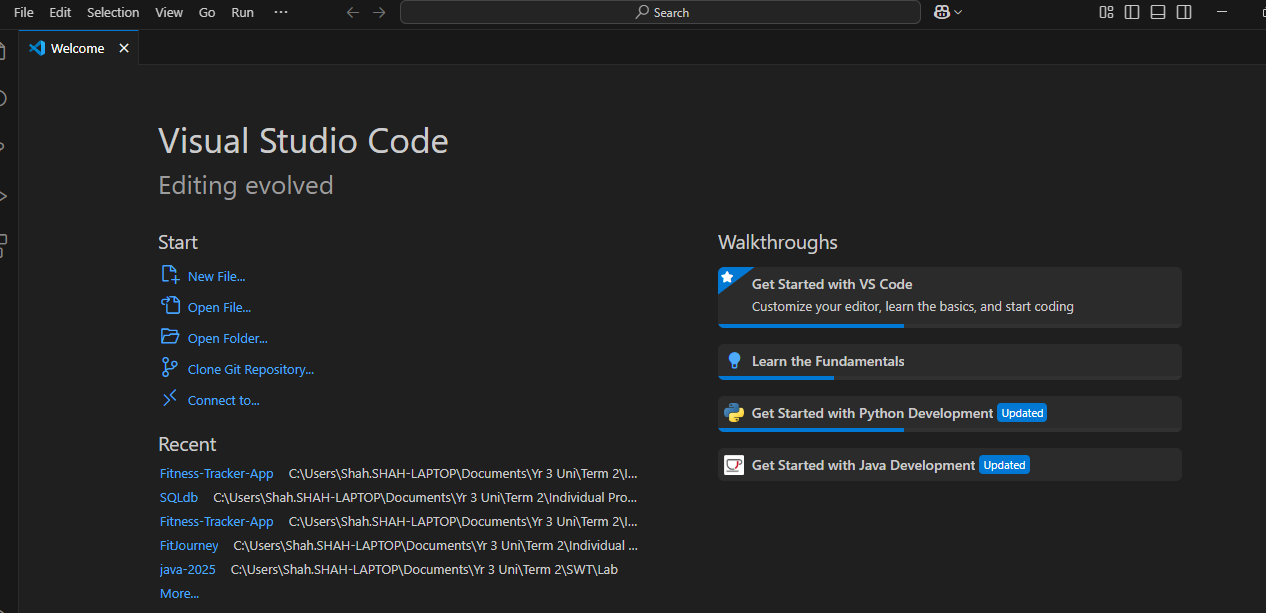 File Edit Selection View Go Run ···
Search
Welcome
Visual Studio Code
Editing evolved
Start
New File...
Open File...
Open Folder...
Clone Git Repository...
Connect to...
Recent
Fitness-Tracker-App C:\Users\Shah.SHAH-LAPTOP\Documents\Yr 3 Uni\Term 2\I...
SQLdb C:\Users\Shah.SHAH-LAPTOP\Documents\Yr 3 Uni\Term 2\Individual Pro...
Fitness-Tracker-App C:\Users\Shah.SHAH-LAPTOP\Documents\Yr 3 Uni\Term 2\I...
FitJourney C:\Users\Shah.SHAH-LAPTOP\Documents\Yr 3 Uni\Term 2\Individual ...
java-2025 C:\Users\Shah.SHAH-LAPTOP\Documents\Yr 3 Uni\Term 2\SWT\Lab
More...
Walkthroughs
Get Started with VS Code
Customize your editor, learn the basics, and start coding
Learn the Fundamentals
Get Started with Python Development Updated
Get Started with Java Development Updated